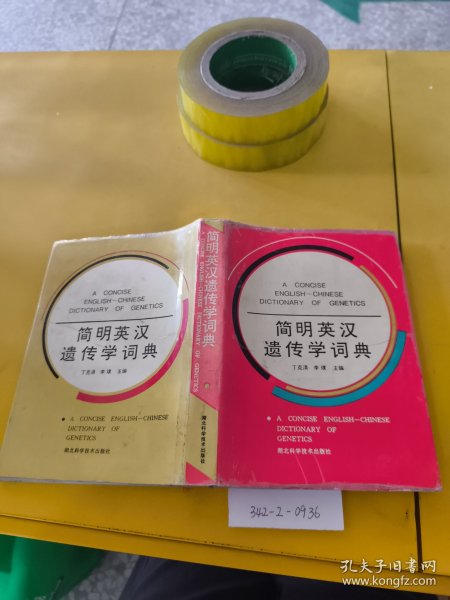 A CONCISE
ENGLISH-CHINESE
DICTIONARY OF GENETICS
简明英汉
遗传学词典
主编
A CONCISE ENGLISH-CHINESE
DICTIONARY OF
GENETICS
湖北科学技术出版社
简明英汉遗传学词典
A CONCISE ENGLISH-CHINESE DICTIONARY OF GENETICS
湖北科学技术出版社
A CONCISE
ENGLISH-CHINESE
DICTIONARY OF GENETICS
简明英汉
遗传学词典
主编
A CONCISE ENGLISH-CHINESE
DICTIONARY OF
GENETICS
湖北科学技术出版社
342-2-0936
孔夫子旧书网
www.kongfz.com